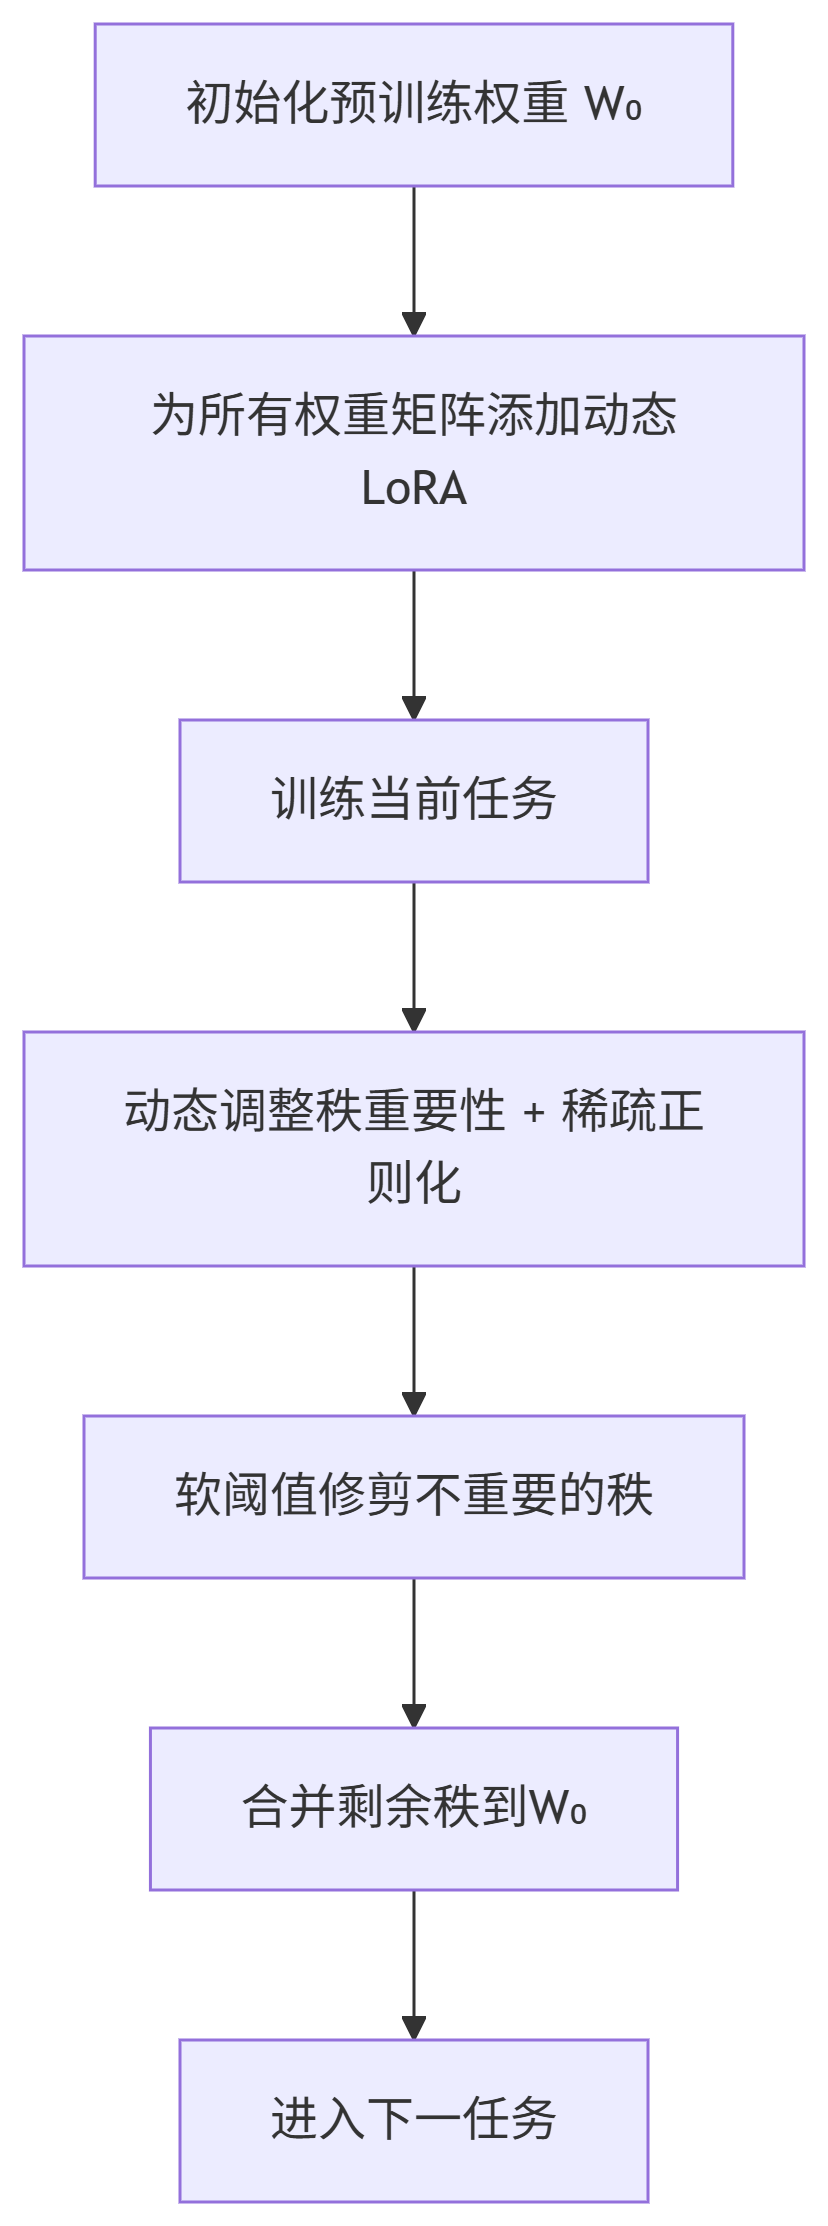 初始化预训练权重 W₀
为所有权重矩阵添加动态
LoRA
训练当前任务
动态调整秩重要性 + 稀疏正
则化
软阈值修剪不重要的秩
合并剩余秩到W₀
进入下一任务